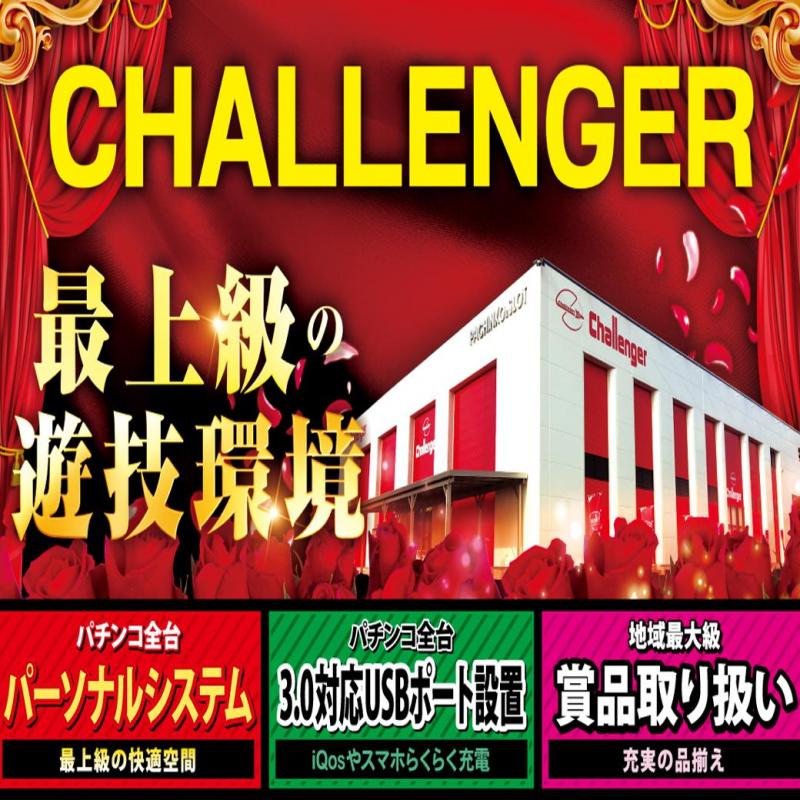 CHALLENGER
最上級の
遊技環境
PACHINKO&SLOT
Challenger
Challenger
Challenger
パチンコ全台
パーソナルシステム
最上級の快適空間
パチンコ全台
3.0対応USBポート設置
iQosやスマホらくらく充電
地域最大級
賞品取り扱い
充実の品揃え